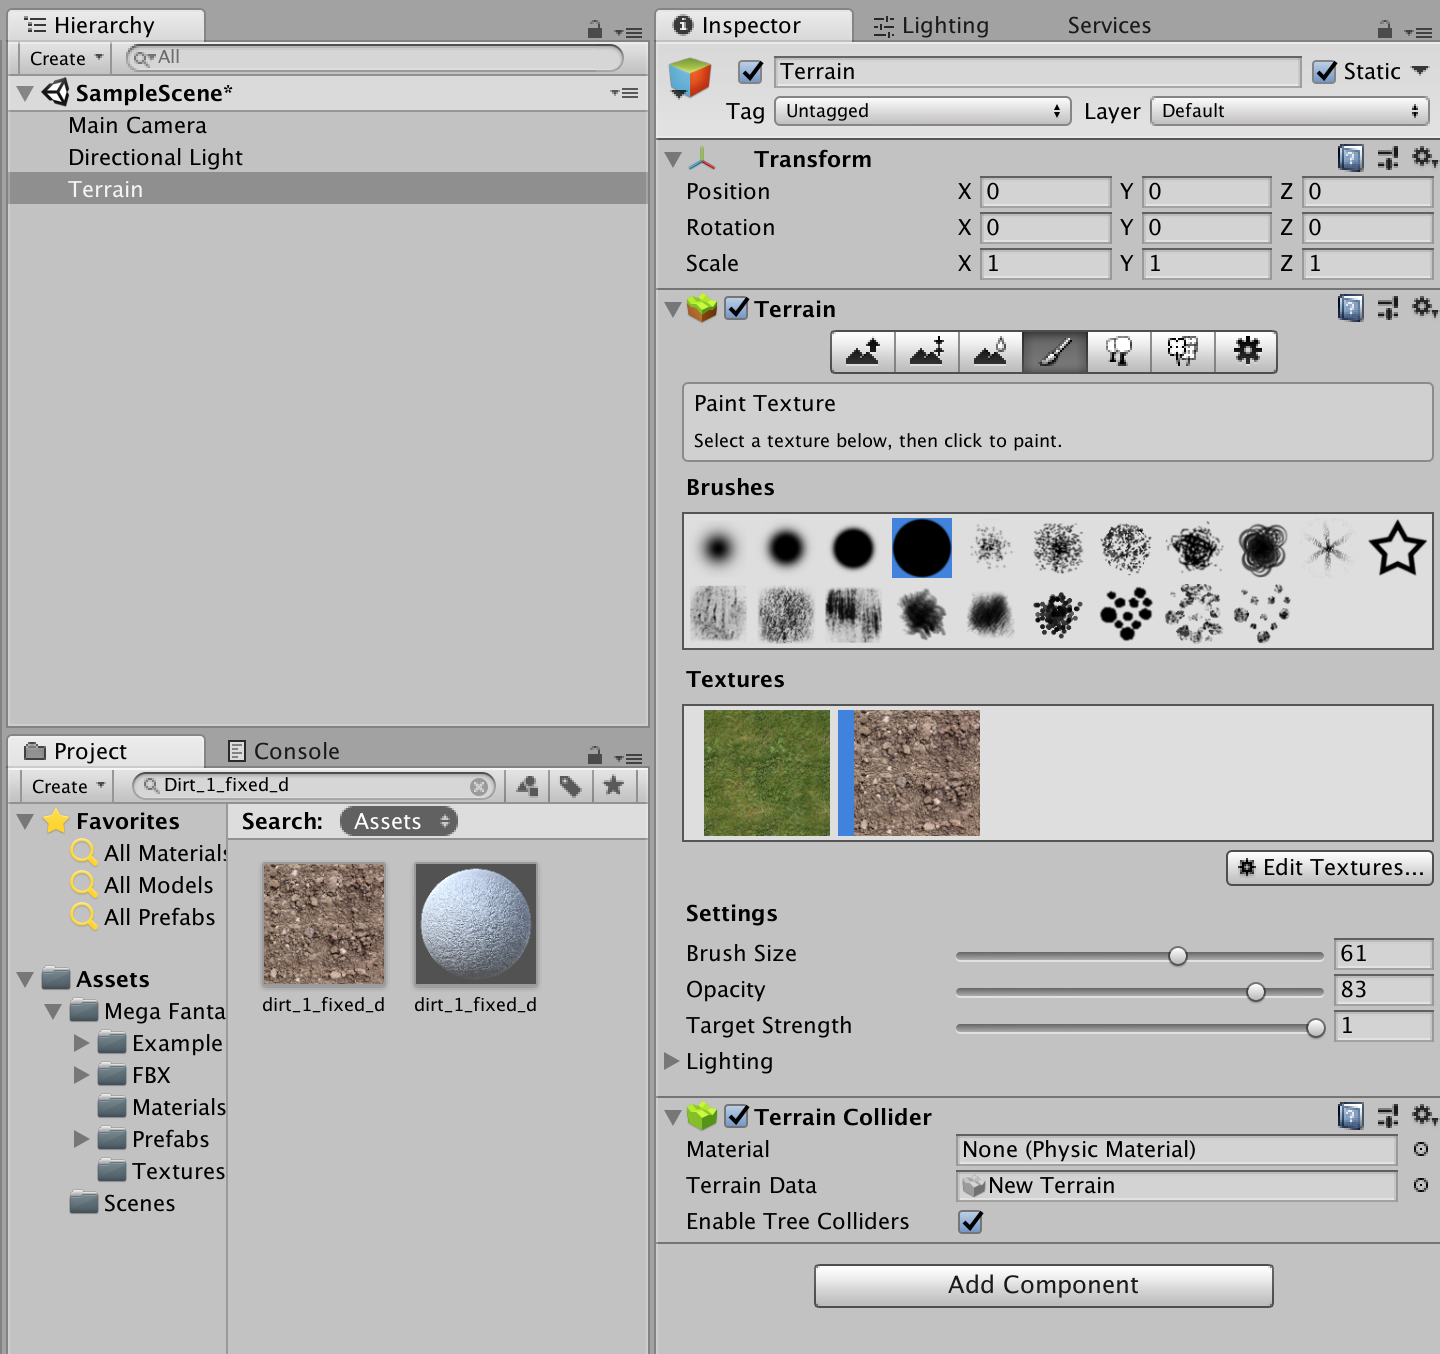 Hierarchy
Create
All
SampleScene*
Main Camera
Directional Light
Terrain
Project
Console
Create
Dirt_1_fixed_d
Favorites
All Materials
All Models
All Prefabs
Assets
Mega Fanta
Example
FBX
Materials
Prefabs
Textures
Scenes
Search: Assets
dirt_1_fixed_d
dirt_1_fixed_d
Inspector
Lighting
Services
Terrain
Static
Tag Untagged Layer Default
Transform
Position X 0 Y 0 Z 0
Rotation X 0 Y 0 Z 0
Scale X 1 Y 1 Z 1
Terrain
Paint Texture
Select a texture below, then click to paint.
Brushes
Textures
Edit Textures...
Settings
Brush Size 61
Opacity 83
Target Strength 1
Lighting
Terrain Collider
Material None (Physic Material)
Terrain Data New Terrain
Enable Tree Colliders
Add Component